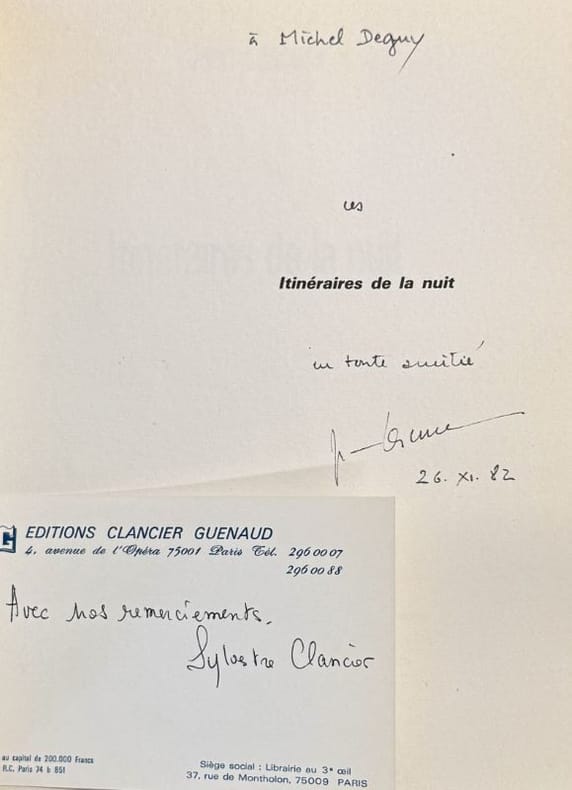 à Michel Deguy
ces
Itinéraires de la nuit
en toute amitié
26. XI. 82
EDITIONS CLANCIER GUENAUD
4, avenue de l'Opéra 75001 Paris Tél. 296 00 07
296 00 88
Avec nos remerciements.
Sylvestre Clancier
au capital de 200.000 Francs
R.C. Paris 74 b 851
Siège social : Librairie au 3e œil
37, rue de Montholon, 75009 PARIS